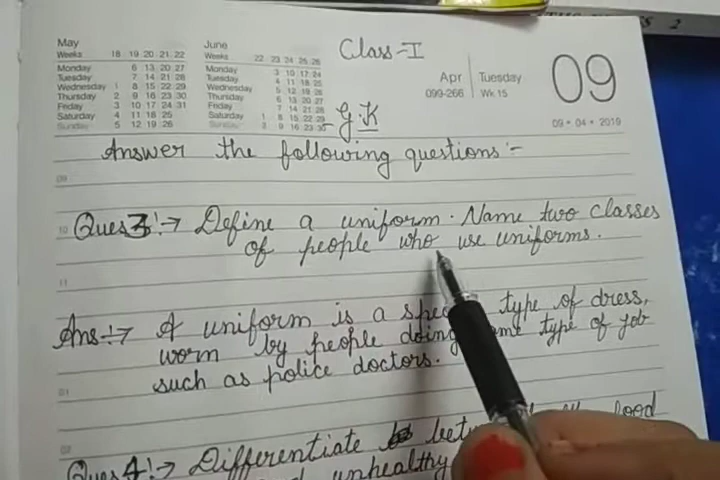 May
Weeks 18 19 20 21 22
Monday 6 13 20 27
Tuesday 7 14 21 28
Wednesday 1 8 15 22 29
Thursday 2 9 16 23 30
Friday 3 10 17 24 31
Saturday 4 11 18 25
Sunday 5 12 19 26
June
Weeks 22 23 24 25 26
Monday 3 10 17 24
Tuesday 4 11 18 25
Wednesday 5 12 19 26
Thursday 6 13 20 27
Friday 7 14 21 28
Saturday 1 8 15 22 29
Sunday 2 9 16 23 30
Class-I
G.K
Apr
099-266
Tuesday
Wk 15
09
09 • 04 • 2019
Answer the following questions:-
09
10 Ques3:→ Define a uniform. Name two classes
of people who use uniforms.
11
Ans:→ A uniform is a type of dress,
worm by people doing type of job
such as police doctors.
01
02
Ques4:→ Differentiate food
unhealthy